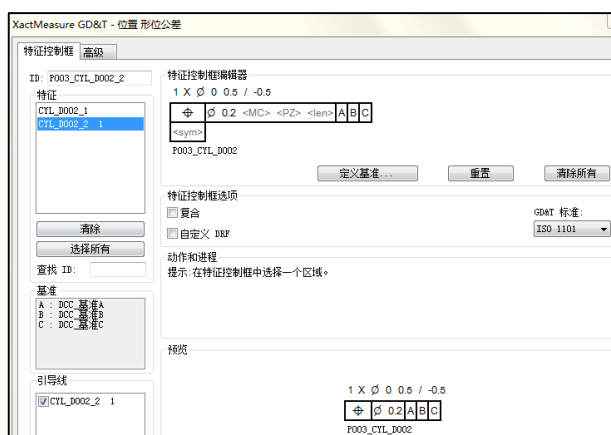 XactMeasure GD&T - 位置 形位公差
特征控制框 高级
ID: P003_CYL_D002_2
特征
CYL_D002_1
CYL_D002_2 1
清除
选择所有
查找 ID:
基准
A : DCC_基准A
B : DCC_基准B
C : DCC_基准C
引导线
CYL_D002_2 1
特征控制框编辑器
1 X Ø 0 0.5 / -0.5
⌖ Ø 0.2 <MC> <PZ> <len> A B C
<sym>
P003_CYL_D002
定义基准... 重置 清除所有
特征控制框选项
复合
自定义 DRF
GD&T 标准:
ISO 1101
动作和进程
提示:在特征控制框中选择一个区域。
预览
1 X Ø 0 0.5 / -0.5
⌖ Ø 0.2 A B C
P003_CYL_D002